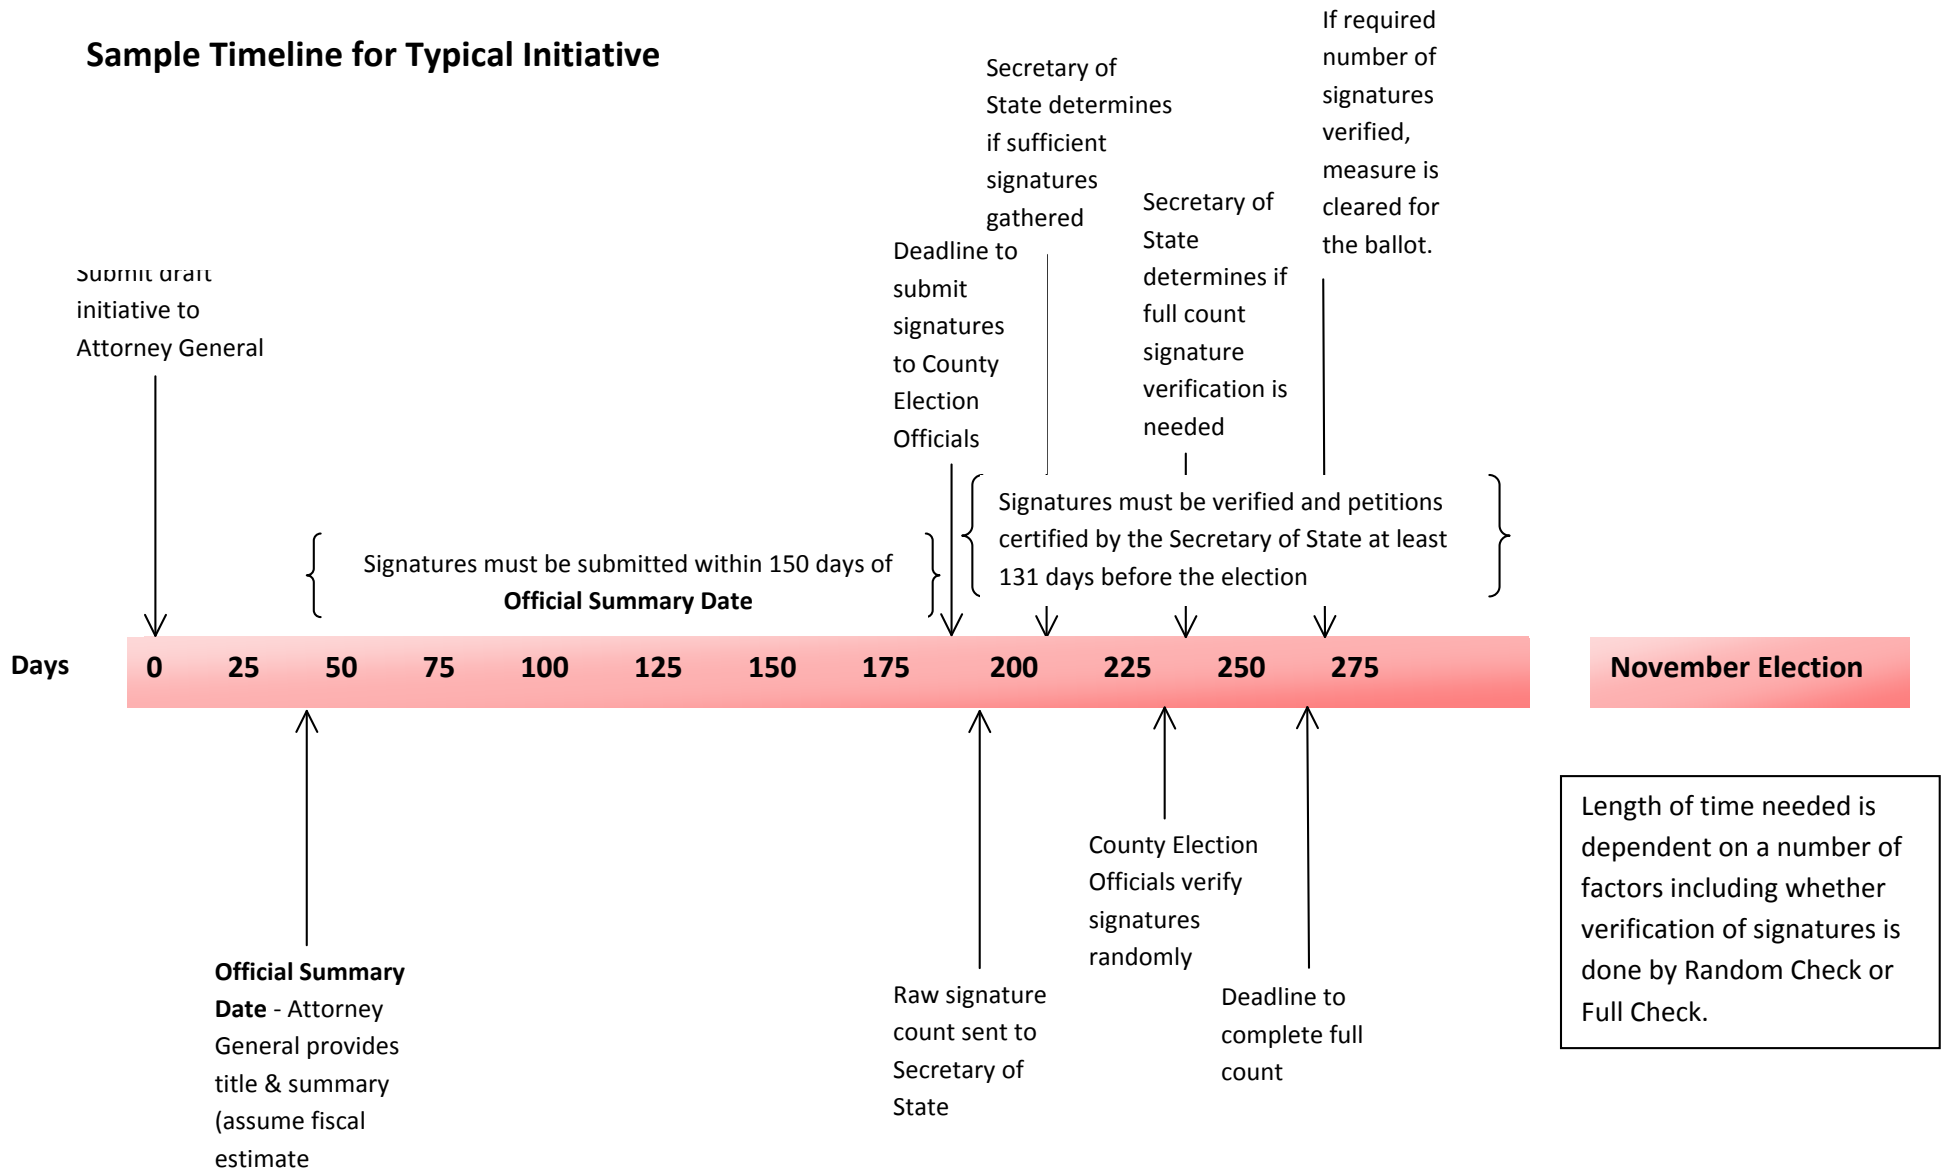 Sample Timeline for Typical Initiative
Submit draft
initiative to
Attorney General
Deadline to
submit
signatures
to County
Election
Officials
Secretary of
State determines
if sufficient
signatures
gathered
Secretary of
State
determines if
full count
signature
verification is
needed
If required
number of
signatures
verified,
measure is
cleared for
the ballot.
Signatures must be submitted within 150 days of
Official Summary Date
Signatures must be verified and petitions
certified by the Secretary of State at least
131 days before the election
Days 0 25 50 75 100 125 150 175 200 225 250 275 November Election
Official Summary
Date - Attorney
General provides
title & summary
(assume fiscal
estimate
Raw signature
count sent to
Secretary of
State
County Election
Officials verify
signatures
randomly
Deadline to
complete full
count
Length of time needed is
dependent on a number of
factors including whether
verification of signatures is
done by Random Check or
Full Check.